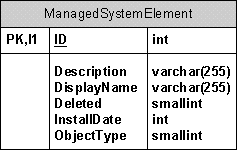 ManagedSystemElement
PK,I1 ID int
Description varchar(255)
DisplayName varchar(255)
Deleted smallint
InstallDate int
ObjectType smallint